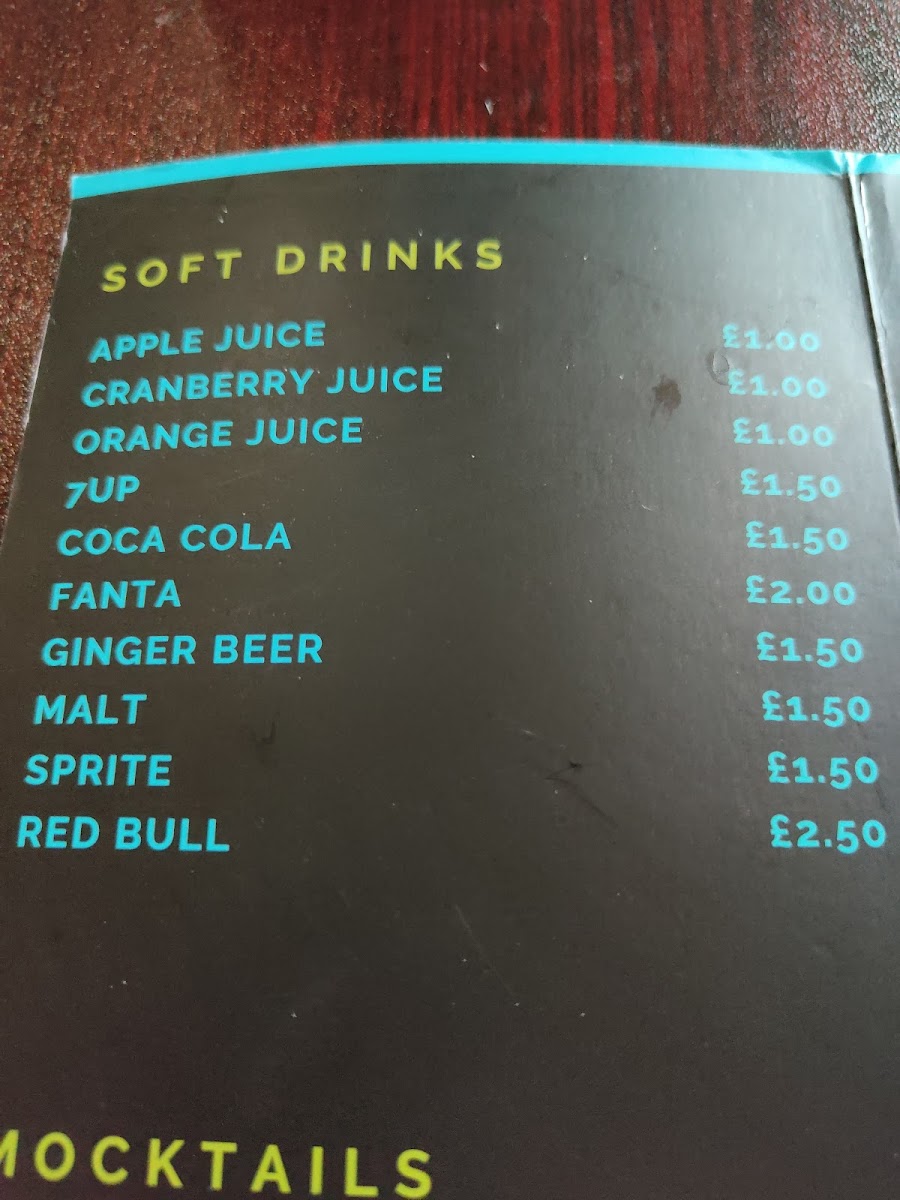 SOFT DRINKS
APPLE JUICE £1.00
CRANBERRY JUICE £1.00
ORANGE JUICE £1.00
7UP £1.50
COCA COLA £1.50
FANTA £2.00
GINGER BEER £1.50
MALT £1.50
SPRITE £1.50
RED BULL £2.50
MOCKTAILS